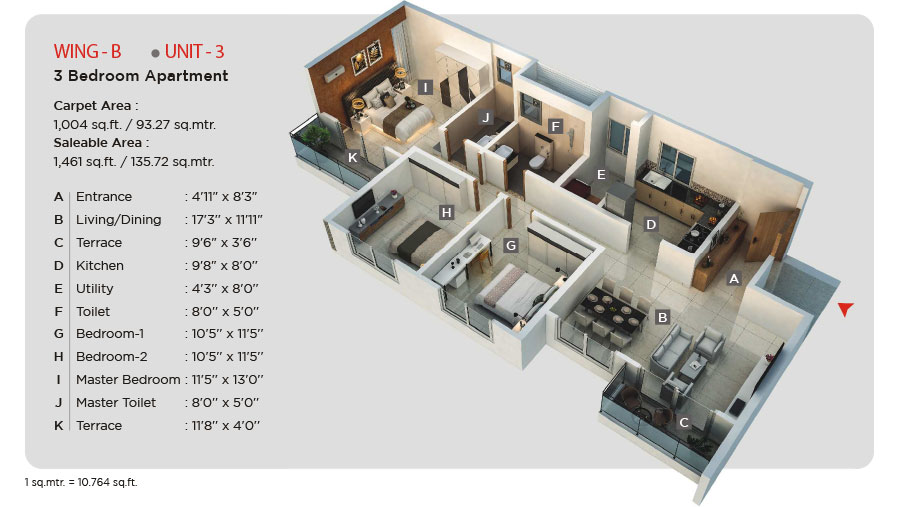 WING - B ● UNIT - 3
3 Bedroom Apartment
Carpet Area :
1,004 sq.ft. / 93.27 sq.mtr.
Saleable Area :
1,461 sq.ft. / 135.72 sq.mtr.
A Entrance : 4'11" x 8'3"
B Living/Dining : 17'3" x 11'11"
C Terrace : 9'6" x 3'6"
D Kitchen : 9'8" x 8'0"
E Utility : 4'3" x 8'0"
F Toilet : 8'0" x 5'0"
G Bedroom-1 : 10'5" x 11'5"
H Bedroom-2 : 10'5" x 11'5"
I Master Bedroom : 11'5" x 13'0"
J Master Toilet : 8'0" x 5'0"
K Terrace : 11'8" x 4'0"
1 sq.mtr. = 10.764 sq.ft.
I
J
F
K
E
H
D
G
A
B
C